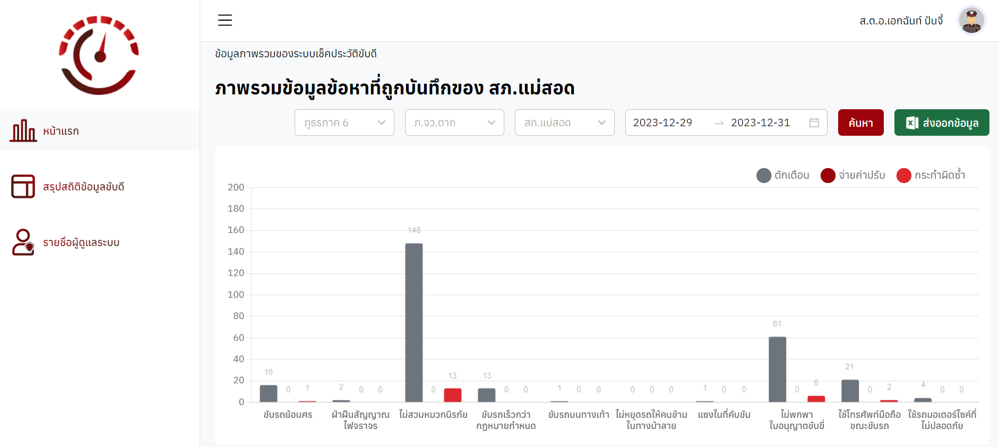 ส.ต.อ.เอกฉันท์ ปันจี้
ข้อมูลภาพรวมของระบบเช็คประวัติขับดี
ภาพรวมข้อมูลข้อหาที่ถูกบันทึกของ สภ.แม่สอด
หน้าแรก
สรุปสถิติข้อมูลขับดี
รายชื่อผู้ดูแลระบบ
ภูธรภาค 6 ภ.จว.ตาก สภ.แม่สอด 2023-12-29 → 2023-12-31 ค้นหา ส่งออกข้อมูล
ตักเตือน จ่ายค่าปรับ กระทำผิดซ้ำ
200
180
160
140
120
100
80
60
40
20
0
16 0 1
2 0 0
148 0 13
13 0 0
1 0 0
0 0 0
1 0 0
61 0 6
21 0 2
4 0 0
ขับรถย้อนศร
ฝ่าฝืนสัญญาณ
ไฟจราจร
ไม่สวมหมวกนิรภัย
ขับรถเร็วกว่า
กฎหมายกำหนด
ขับรถบนทางเท้า
ไม่หยุดรถให้คนข้าม
ในทางม้าลาย
แซงในที่คับขัน
ไม่พกพา
ใบอนุญาตขับขี่
ใช้โทรศัพท์มือถือ
ขณะขับรถ
ใช้รถมอเตอร์ไซค์ที่
ไม่ปลอดภัย